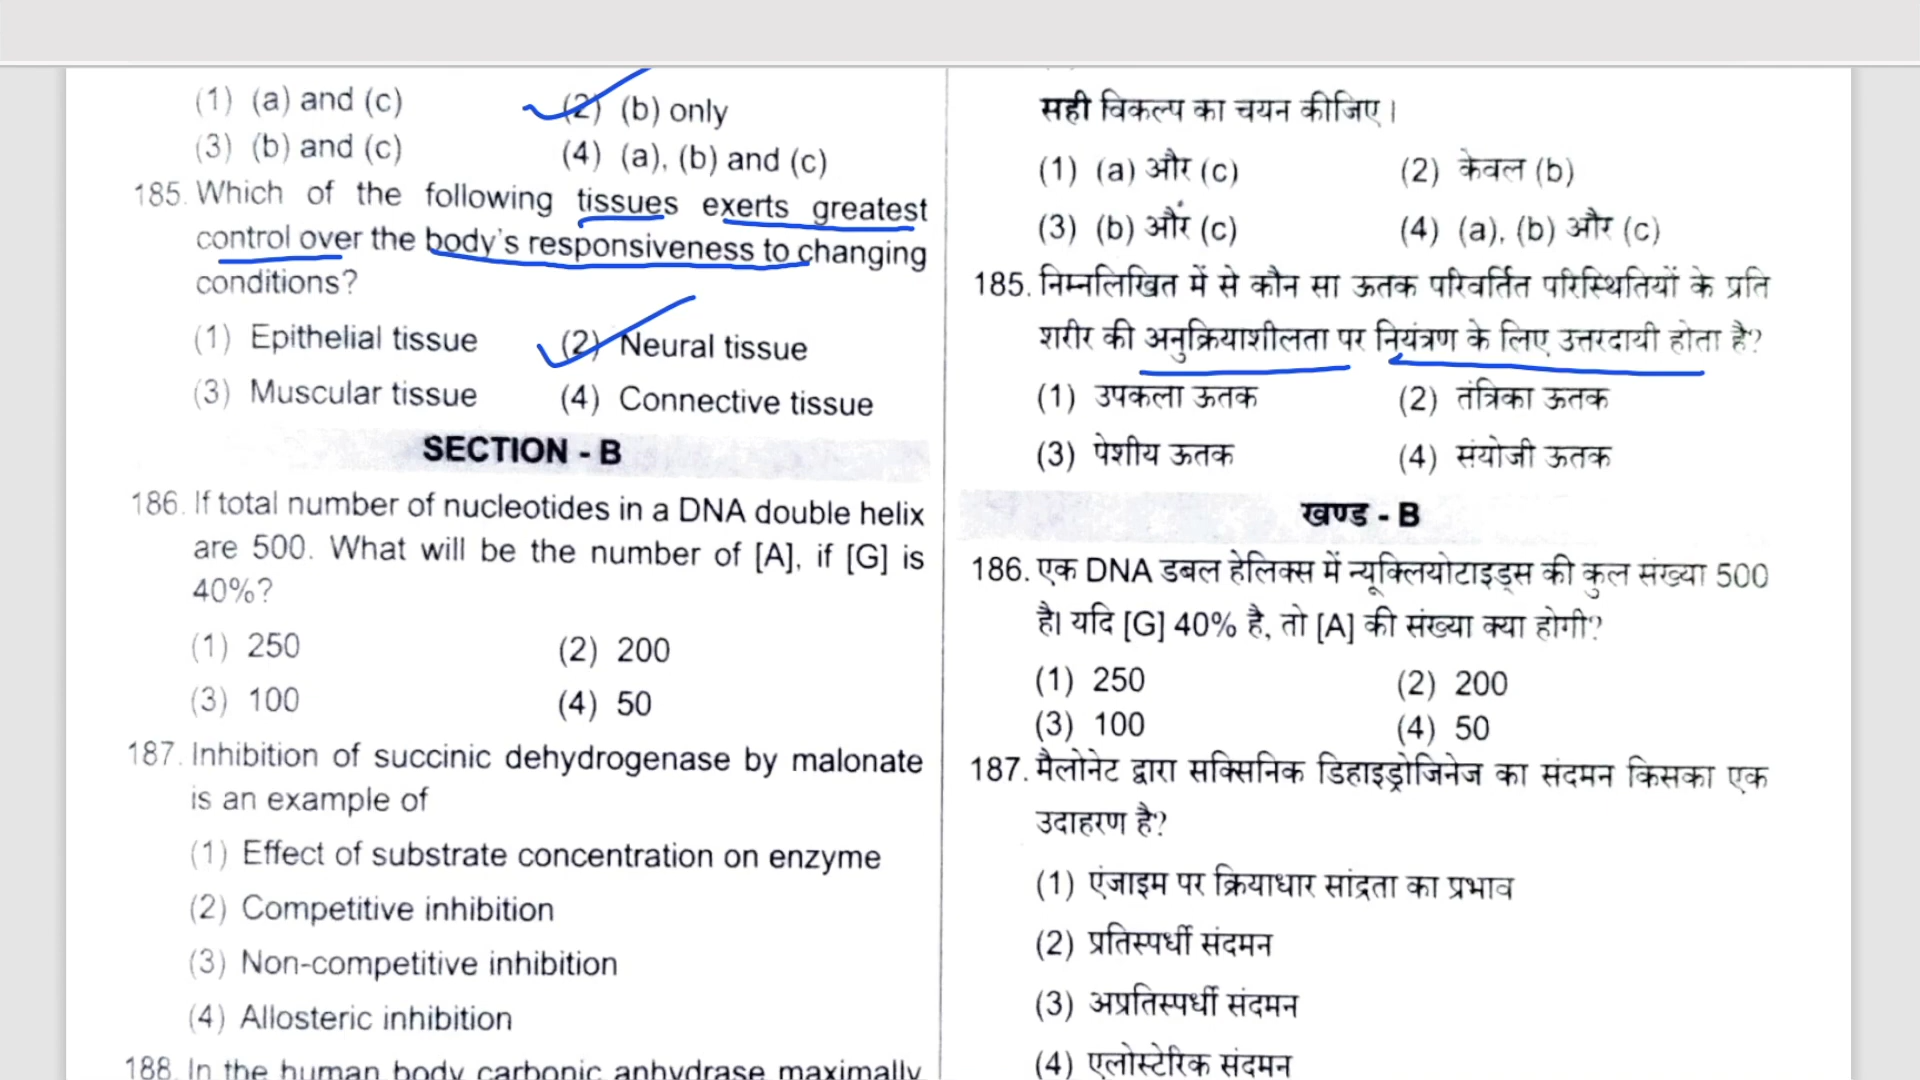 (1) (a) and (c) (2) (b) only
(3) (b) and (c) (4) (a), (b) and (c)
185. Which of the following tissues exerts greatest
control over the body's responsiveness to changing
conditions?
(1) Epithelial tissue (2) Neural tissue
(3) Muscular tissue (4) Connective tissue
SECTION - B
186. If total number of nucleotides in a DNA double helix
are 500. What will be the number of [A], if [G] is
40%?
(1) 250 (2) 200
(3) 100 (4) 50
187. Inhibition of succinic dehydrogenase by malonate
is an example of
(1) Effect of substrate concentration on enzyme
(2) Competitive inhibition
(3) Non-competitive inhibition
(4) Allosteric inhibition
188. In the human body carbonic anhydrase maximally
सही विकल्प का चयन कीजिए।
(1) (a) और (c) (2) केवल (b)
(3) (b) और (c) (4) (a), (b) और (c)
185. निम्नलिखित में से कौन सा ऊतक परिवर्तित परिस्थितियों के प्रति
शरीर की अनुक्रियाशीलता पर नियंत्रण के लिए उत्तरदायी होता है?
(1) उपकला ऊतक (2) तंत्रिका ऊतक
(3) पेशीय ऊतक (4) संयोजी ऊतक
खण्ड - B
186. एक DNA डबल हेलिक्स में न्यूक्लियोटाइड्स की कुल संख्या 500
है। यदि [G] 40% है, तो [A] की संख्या क्या होगी?
(1) 250 (2) 200
(3) 100 (4) 50
187. मैलोनेट द्वारा सक्सिनिक डिहाइड्रोजिनेज का संदमन किसका एक
उदाहरण है?
(1) एंजाइम पर क्रियाधार सांद्रता का प्रभाव
(2) प्रतिस्पर्धी संदमन
(3) अप्रतिस्पर्धी संदमन
(4) एलोस्टेरिक संदमन